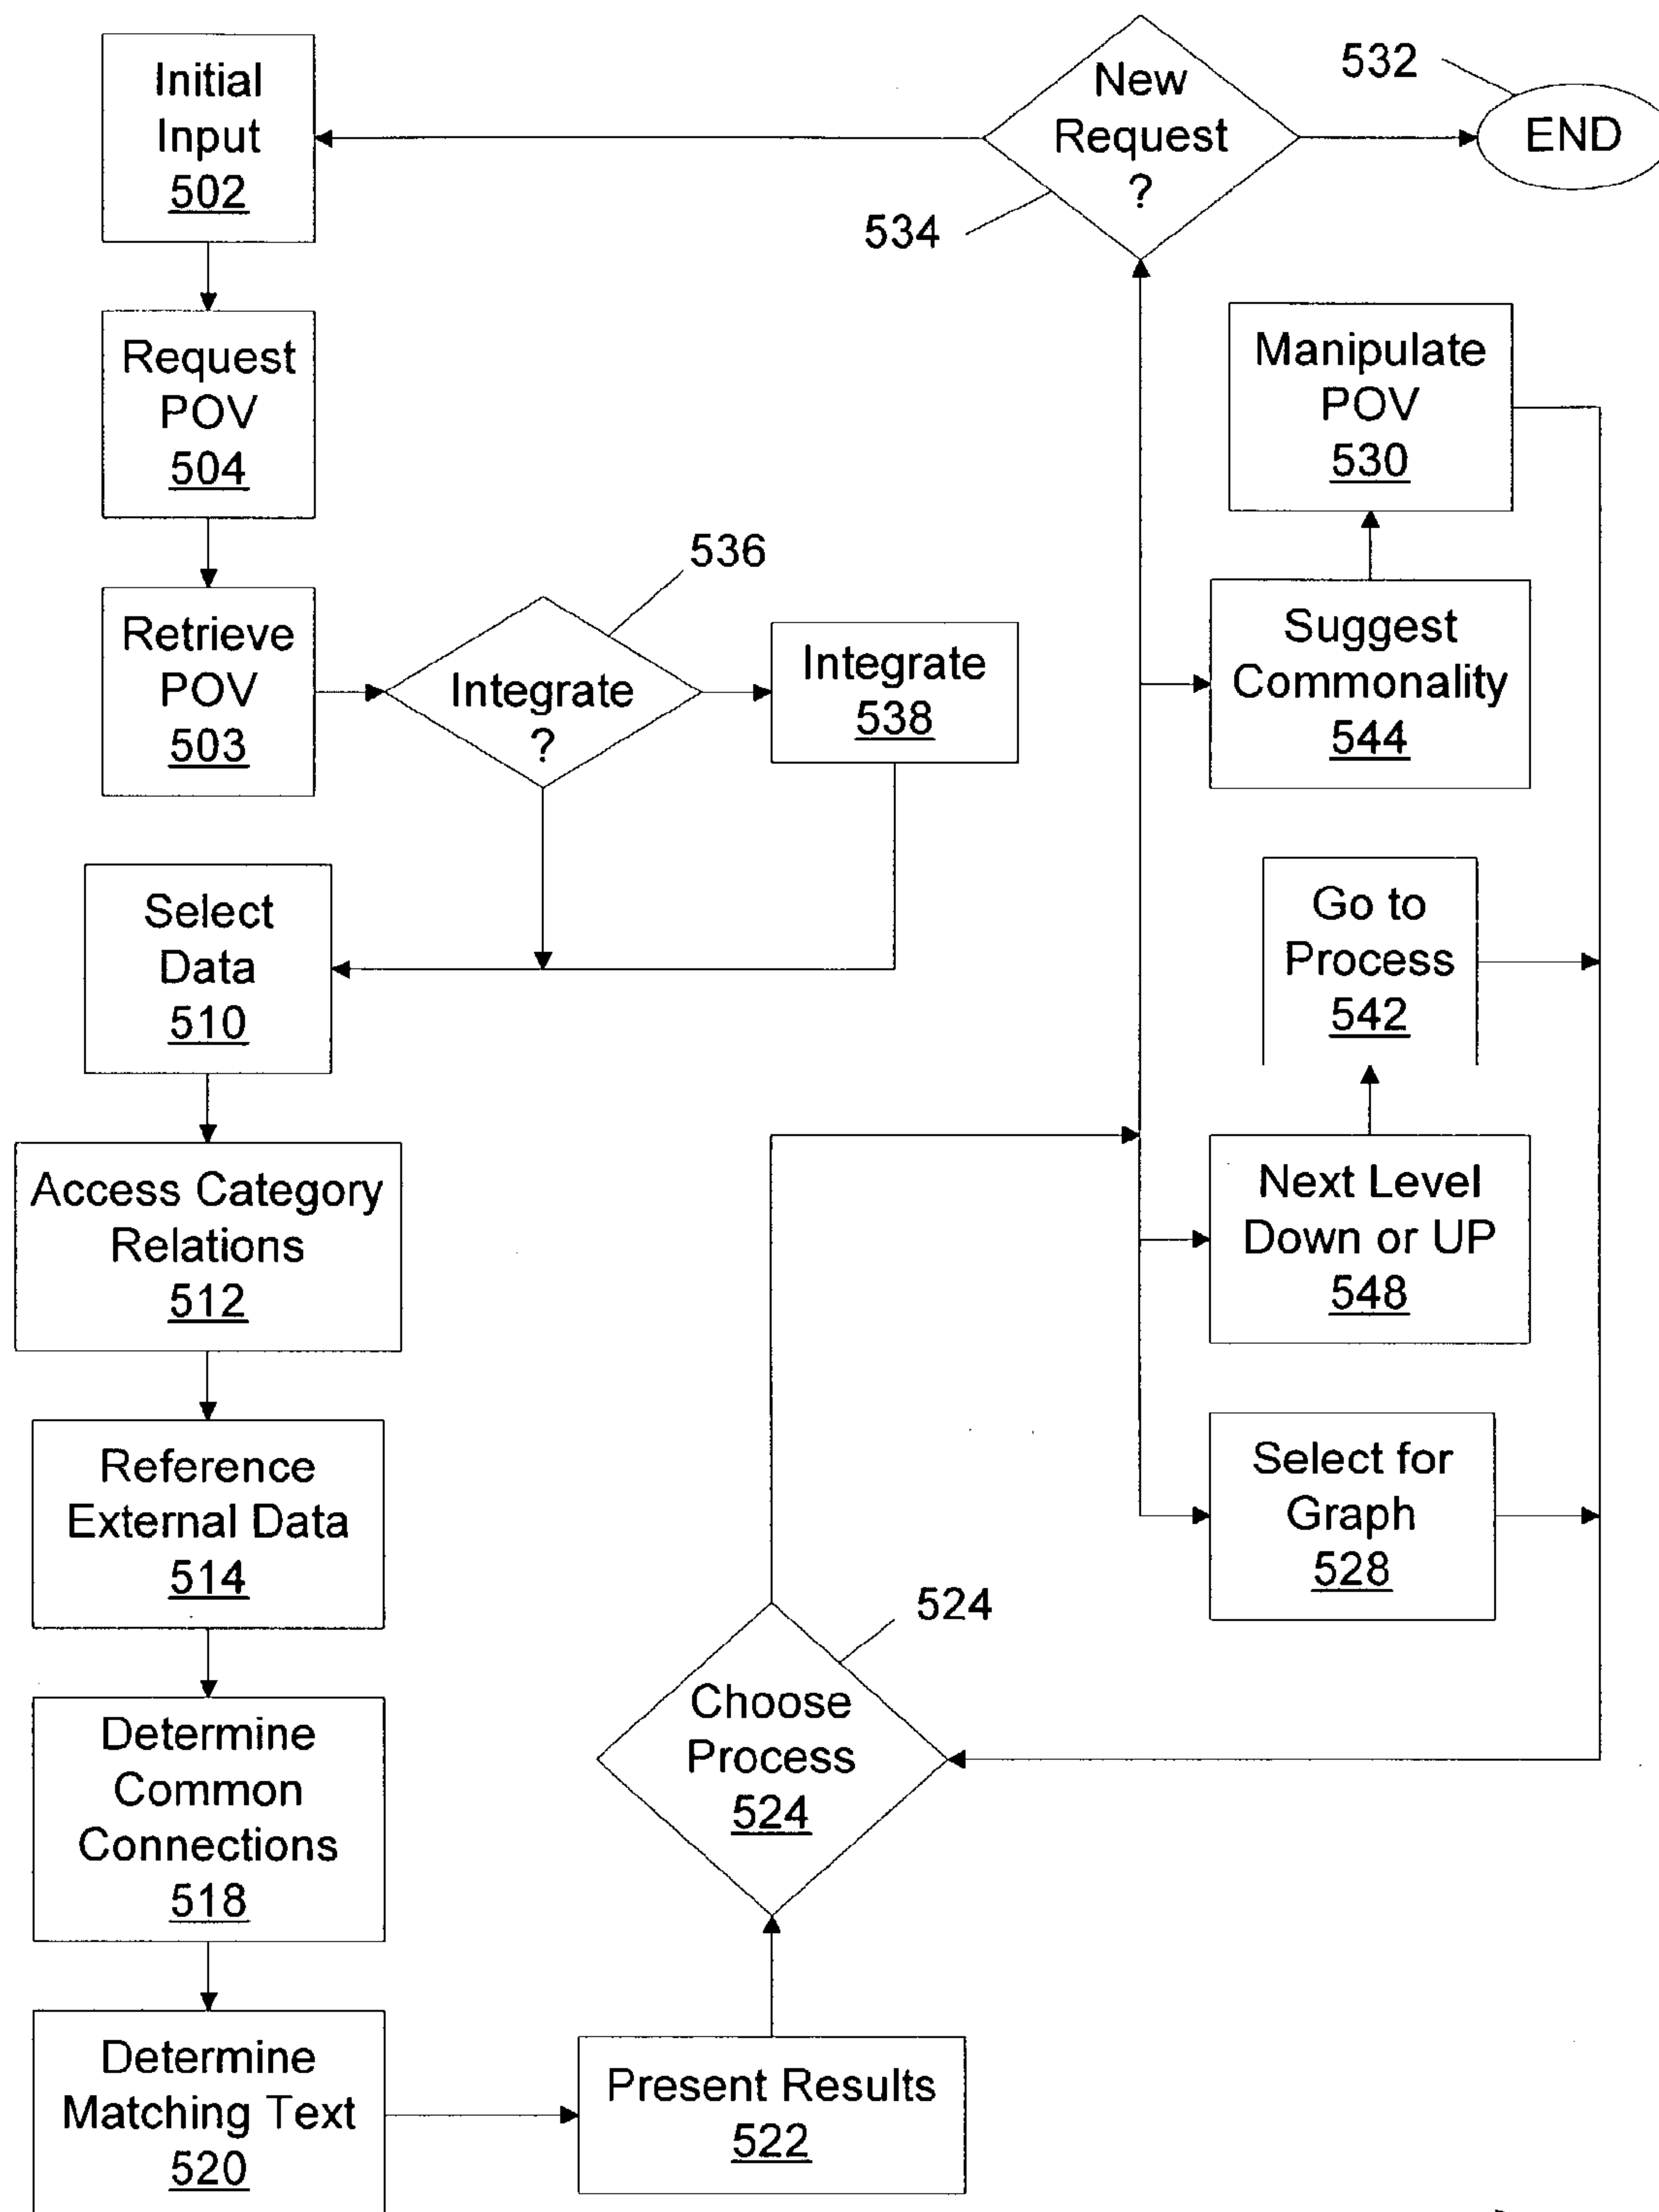 Initial
Input
502
New
Request
?
534
532
END
Request
POV
504
Manipulate
POV
530
Retrieve
POV
503
536
Integrate
?
Integrate
538
Suggest
Commonality
544
Select
Data
510
Go to
Process
542
Access Category
Relations
512
Next Level
Down or UP
548
Reference
External Data
514
Select for
Graph
528
524
Choose
Process
524
Determine
Common
Connections
518
Determine
Matching Text
520
Present Results
522